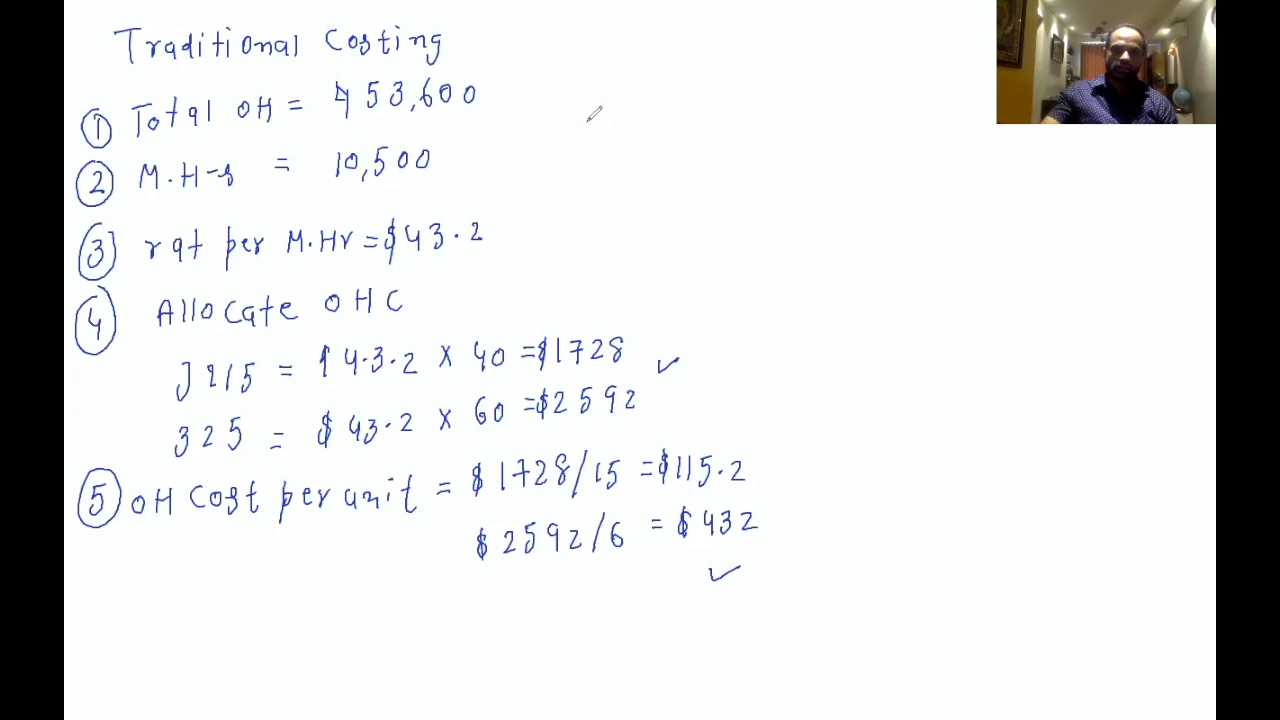 Traditional Costing
① Total OH = 453,600
② M.H-s = 10,500
③ rat per M.Hr = $43.2
④ Allocate OHC
J215 = $4.3.2 × 40 = $1728 ✓
325 = $43.2 × 60 = $2592
⑤ OH Cost per unit = $1728/15 = $115.2
$2592/6 = $432
✓